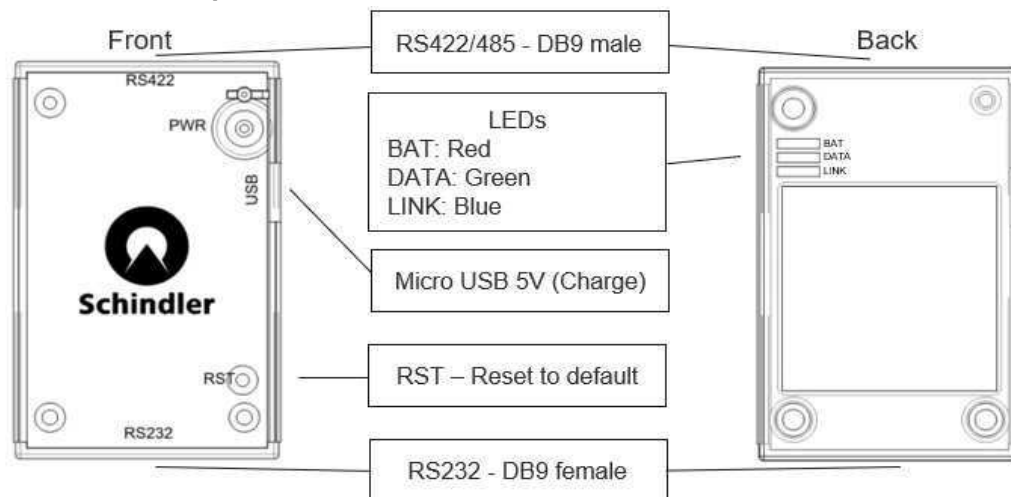 Front
RS422/485 - DB9 male
Back
RS422
PWR
USB
LEDs
BAT: Red
DATA: Green
LINK: Blue
BAT
DATA
LINK
Schindler
Micro USB 5V (Charge)
RST
RST – Reset to default
RS232
RS232 - DB9 female